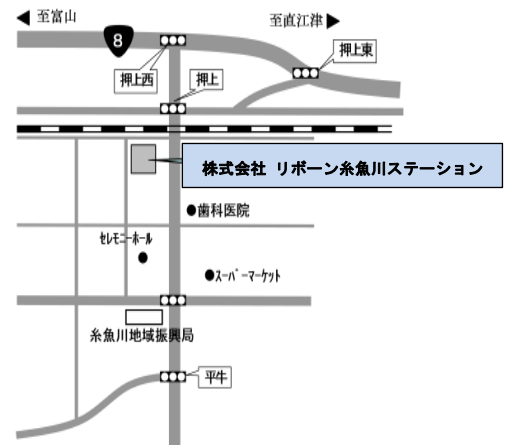 至富山
至直江津
8
押上東
押上西
押上
株式会社 リボーン糸魚川ステーション
●歯科医院
セレモニーホール
●スーパーマーケット
糸魚川地域振興局
平牛